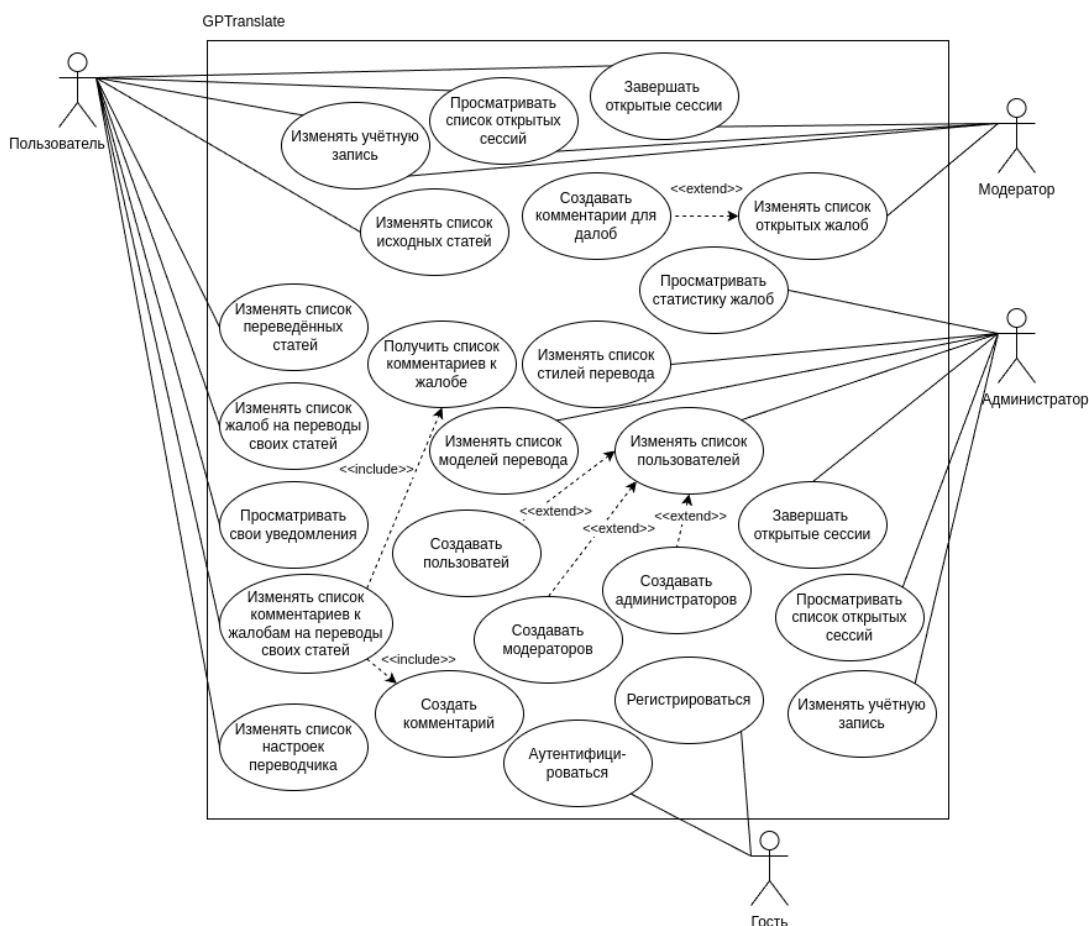 GPTranslate
Пользователь
Завершать
открытые сессии
Просматривать
список открытых
сессий
Изменять учётную
запись
Модератор
Создавать
комментарии для
далоб
<<extend>>
Изменять список
открытых жалоб
Изменять список
исходных статей
Просматривать
статистику жалоб
Изменять список
переведённых
статей
Получить список
комментариев к
жалобе
Изменять список
стилей перевода
Администратор
Изменять список
жалоб на переводы
своих статей
Изменять список
моделей перевода
Изменять список
пользователей
<<include>>
<<extend>>
<<extend>>
<<extend>>
Просматривать
свои уведомления
Создавать
пользоватей
Завершать
открытые сессии
Изменять список
комментариев к
жалобам на переводы
своих статей
Создавать
администраторов
Просматривать
список открытых
сессий
Создавать
модераторов
<<include>>
Создать
комментарий
Регистрироваться
Изменять учётную
запись
Изменять список
настроек
переводчика
Аутентифици-
роваться
Гость